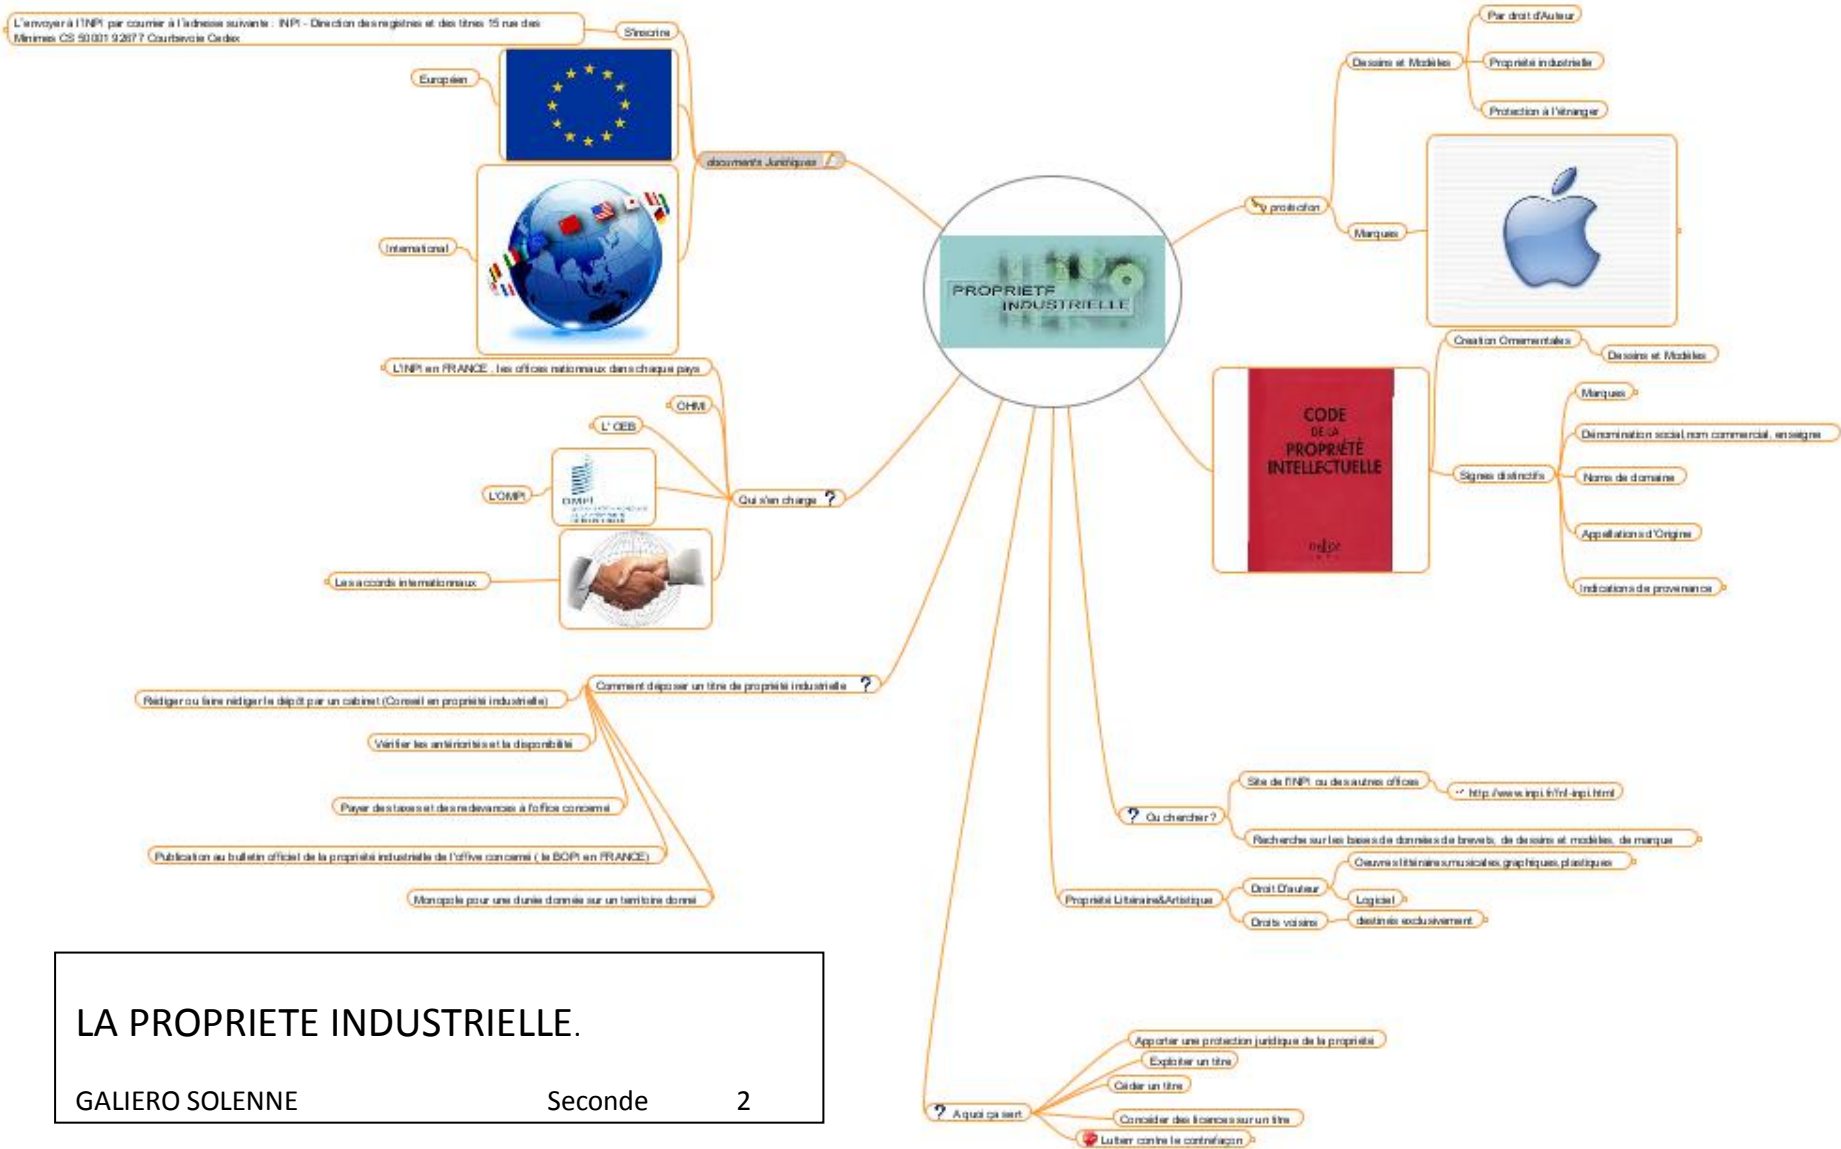 L'envoyer à l'INPI par courrier à l'adresse suivante : INPI - Direction des registres et des titres 15 rue des
Minimes CS 50001 92677 Courbevoie Cedex
S'inscrire
Européen
documents Juridiques
International
PROPRIETE
INDUSTRIELLE
protection
Dessins et Modèles
Par droit d'Auteur
Propriété industrielle
Protection à l'étranger
Marques
CODE
DE LA
PROPRIÉTÉ
INTELLECTUELLE
Creation Ornementales
Dessins et Modèles
Signes distinctifs
Marques
Dénomination social,nom commercial, enseigne
Noms de domaine
Appellations d'Origine
Indications de provenance
L'INPI en FRANCE , les offices nationnaux dans chaque pays
OHMI
L' OEB
L'OMPI
OMPI
Qui s'en charge ?
Les accords internationnaux
Comment déposer un titre de propriété industrielle ?
Rédiger ou faire rédiger le dépôt par un cabinet (Conseil en propriété industrielle)
Vérifier les antériorités et la disponibilité
Payer des taxes et des redevances à l'office concerné
Publication au bulletin officiel de la propriété industrielle de l'offive concerné ( le BOPI en FRANCE)
Monopole pour une durée donnée sur un territoire donné
? Ou chercher ?
Site de l'INPI ou des autres offices
http://www.inpi.fr/fr/l-inpi.html
Recherche sur les bases de données de brevets, de dessins et modèles, de marque
Propriété Littéraire&Artistique
Droit D'auteur
Oeuvres littéraires,musicales,graphiques,plastiques
Logiciel
Droits voisins
destinés exclusivement
? A quoi ça sert
Apporter une protection juridique de la propriété
Exploiter un titre
Céder un titre
Concéder des licences sur un titre
Lutterr contre le contrefaçon
LA PROPRIETE INDUSTRIELLE.
GALIERO SOLENNE Seconde 2